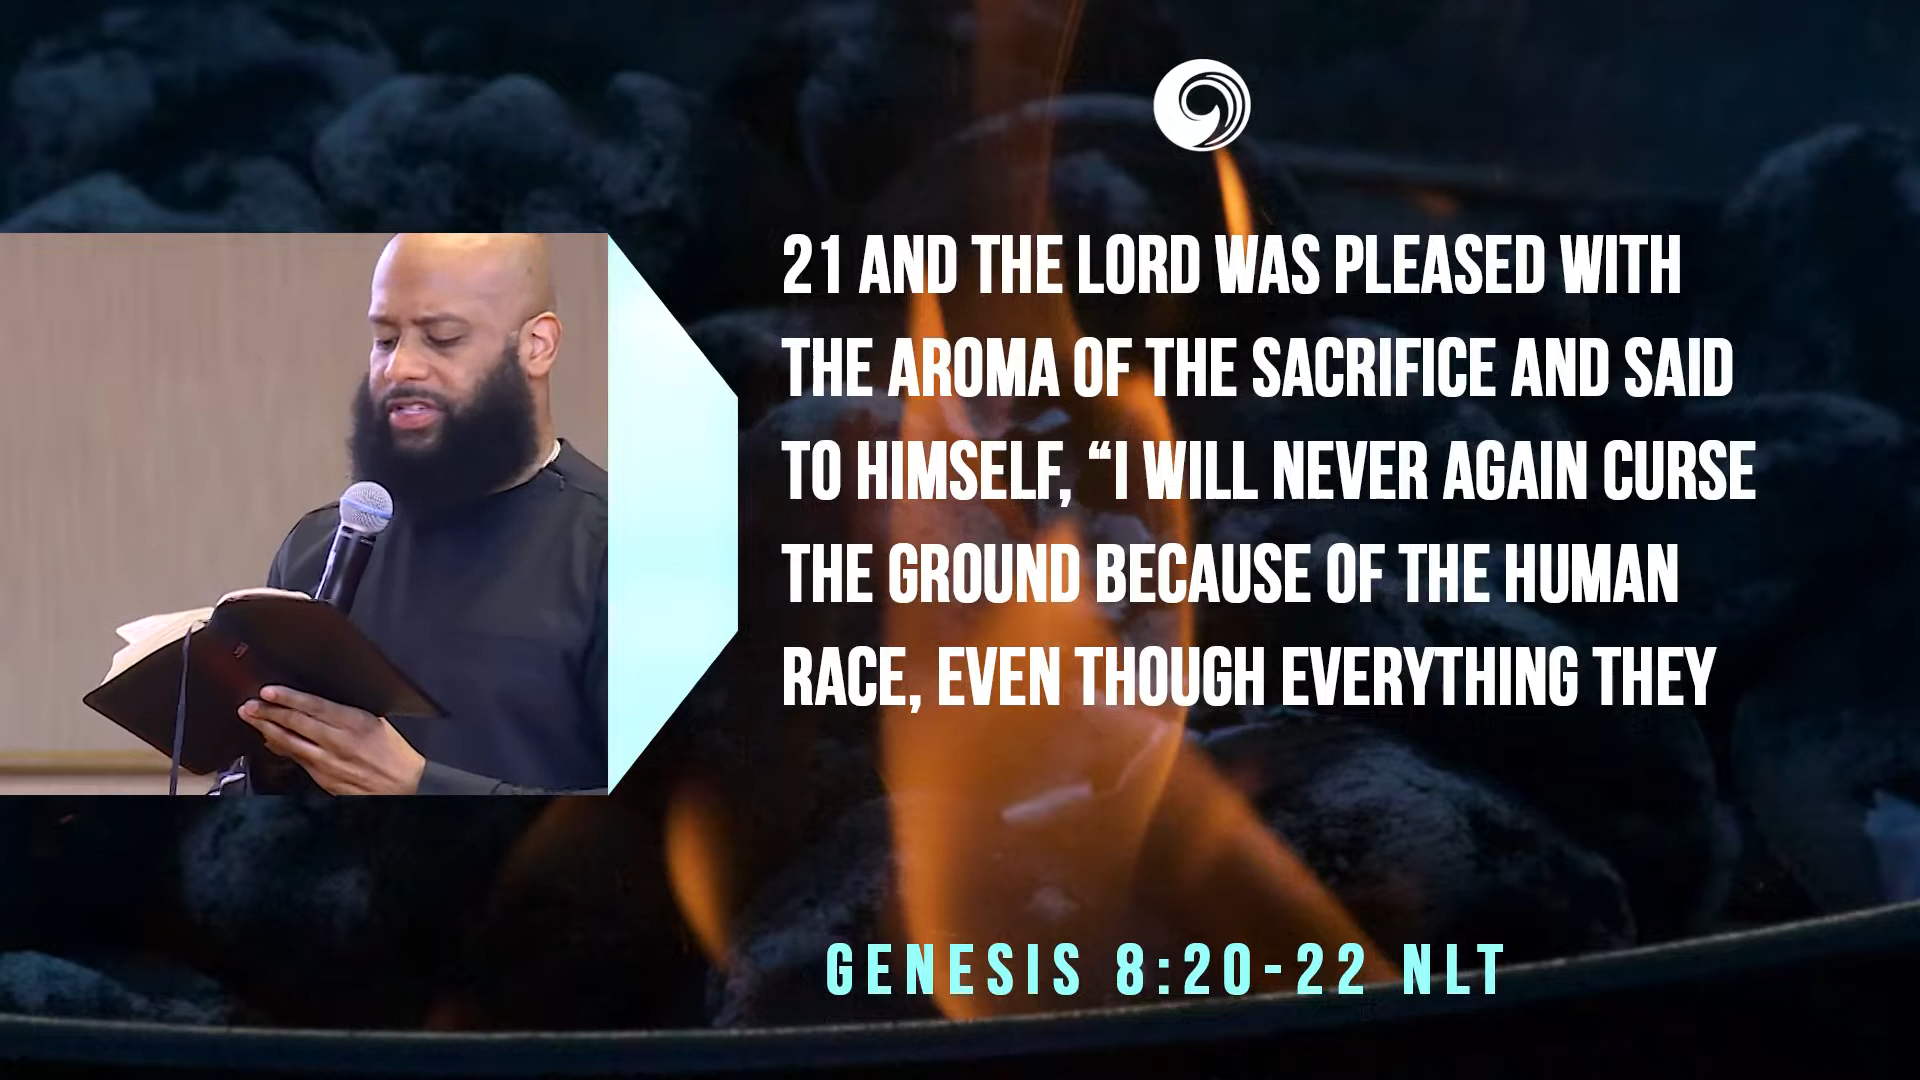 21 AND THE LORD WAS PLEASED WITH
THE AROMA OF THE SACRIFICE AND SAID
TO HIMSELF, “I WILL NEVER AGAIN CURSE
THE GROUND BECAUSE OF THE HUMAN
RACE, EVEN THOUGH EVERYTHING THEY
GENESIS 8:20-22 NLT